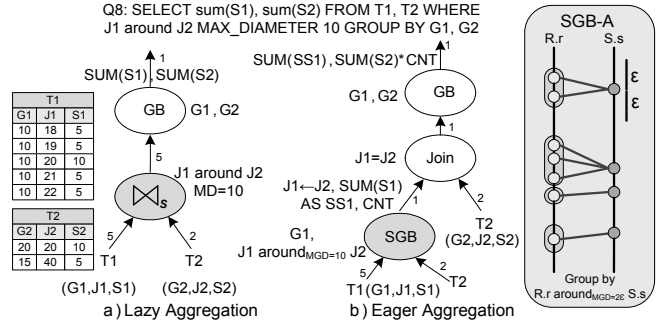 Q8: SELECT sum(S1), sum(S2) FROM T1, T2 WHERE
J1 around J2 MAX_DIAMETER 10 GROUP BY G1, G2
1
SUM(S1) , SUM(S2)
GB
G1 , G2
5
J1 around J2
MD=10
⋈s
5
2
T1
T2
(G1,J1,S1)
(G2,J2,S2)
a ) Lazy Aggregation
T1
G1 J1 S1
10 18 5
10 19 5
10 20 10
10 21 5
10 22 5
T2
G2 J2 S2
20 20 10
15 40 5
1
SUM(SS1) , SUM(S2)* CNT
GB
G1 , G2
1
J1=J2
Join
J1←J2, SUM(S1)
AS SS1, CNT
1
2
T2
(G2,J2,S2)
G1,
J1 around MGD=10 J2
SGB
5
2
T1(G1,J1,S1)
T2
b ) Eager Aggregation
SGB-A
R.r
S.s
ε
ε
Group by
R.r around MGD=2ε S.s